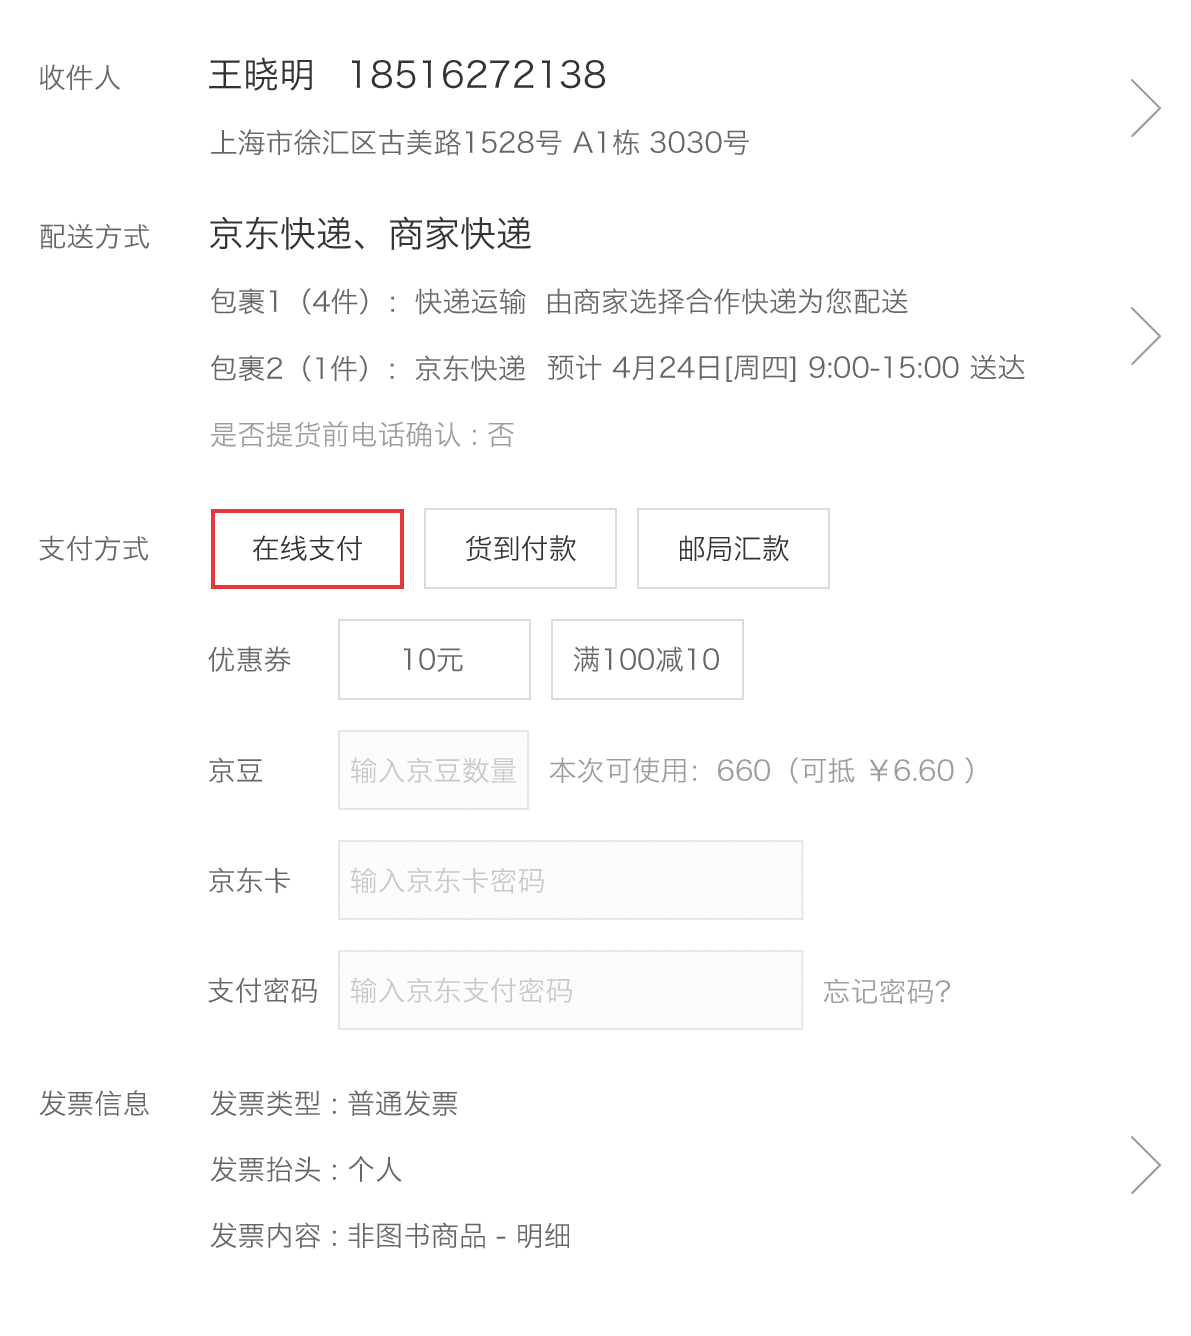 收件人 王晓明 18516272138
上海市徐汇区古美路1528号 A1栋 3030号
配送方式 京东快递、商家快递
包裹1（4件）: 快递运输 由商家选择合作快递为您配送
包裹2（1件）: 京东快递 预计 4月24日[周四] 9:00-15:00 送达
是否提货前电话确认 : 否
支付方式 在线支付 货到付款 邮局汇款
优惠券 10元 满100减10
京豆 输入京豆数量 本次可使用: 660（可抵 ¥6.60 ）
京东卡 输入京东卡密码
支付密码 输入京东支付密码 忘记密码?
发票信息 发票类型 : 普通发票
发票抬头 : 个人
发票内容 : 非图书商品 - 明细